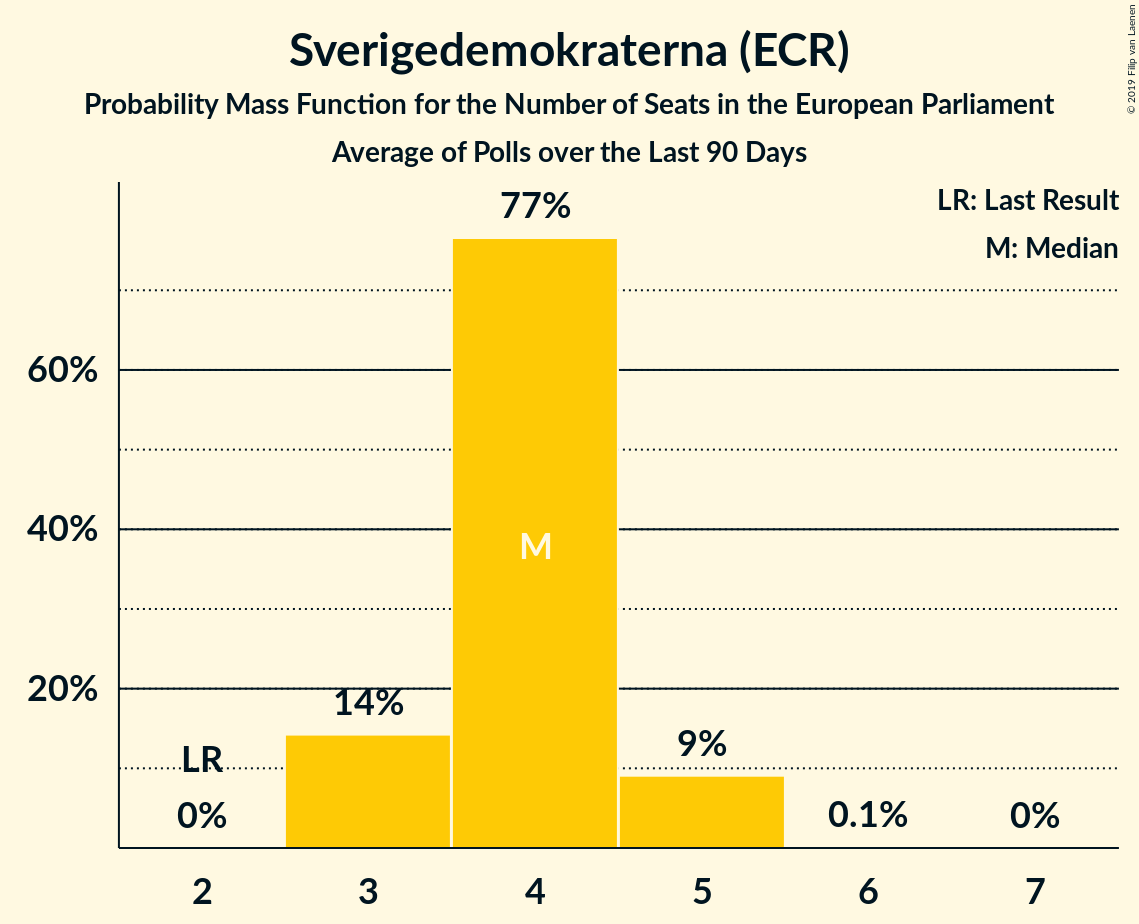 Sverigedemokraterna (ECR)
Probability Mass Function for the Number of Seats in the European Parliament
Average of Polls over the Last 90 Days
© 2019 Filip van Laenen
LR: Last Result
M: Median
77%
60%
40%
M
20%
14%
9%
LR
0%
0.1%
0%
2 3 4 5 6 7